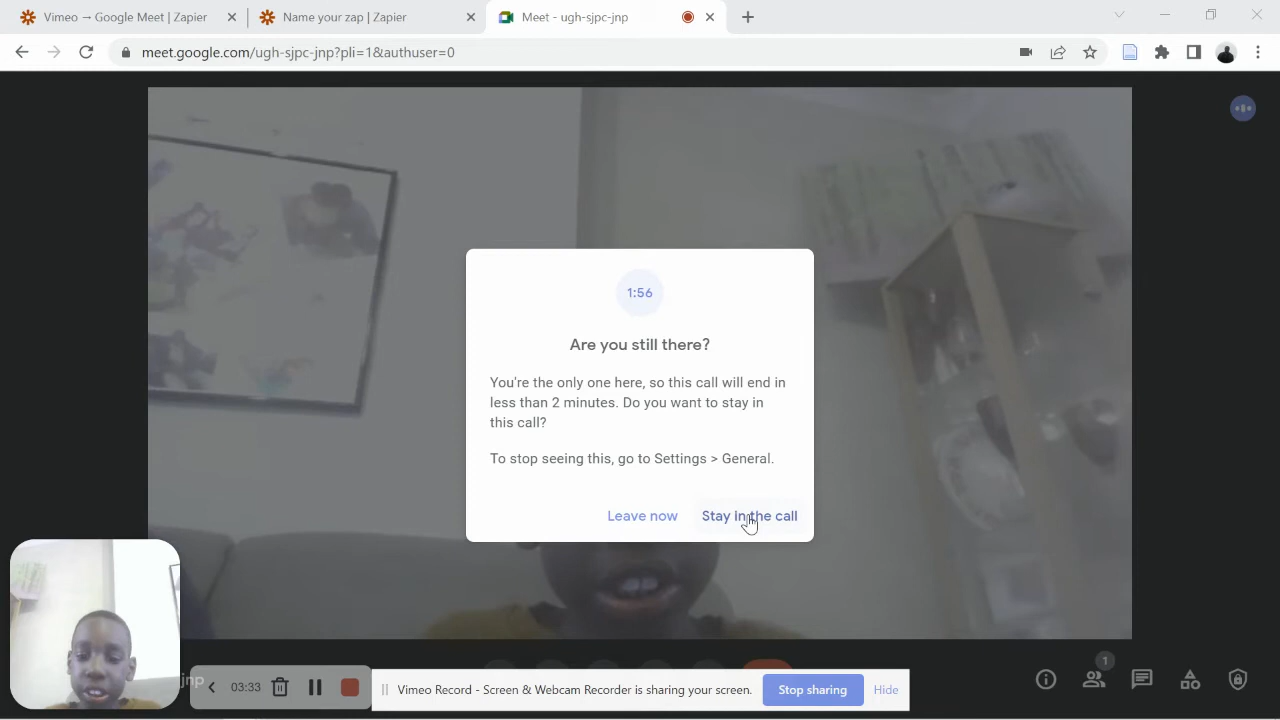 Vimeo → Google Meet | Zapier
Name your zap | Zapier
Meet - ugh-sjpc-jnp
meet.google.com/ugh-sjpc-jnp?pli=1&authuser=0
1:56
Are you still there?
You're the only one here, so this call will end in
less than 2 minutes. Do you want to stay in
this call?
To stop seeing this, go to Settings > General.
Leave now
Stay in the call
jnp
03:33
Vimeo Record - Screen & Webcam Recorder is sharing your screen.
Stop sharing
Hide
1